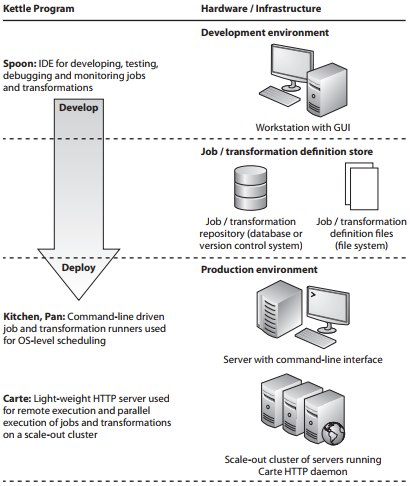 Kettle Program
Hardware / Infrastructure
Development environment
Spoon: IDE for developing, testing,
debugging and monitoring jobs
and transformations
Develop
Workstation with GUI
Job / transformation definition store
Job / transformation
repository (database or
version control system)
Job / transformation
definition files
(file system)
Deploy
Production environment
>
Kitchen, Pan: Command-line driven
job and transformation runners used
for OS-level scheduling
Server with command-line interface
Carte: Light-weight HTTP server used
for remote execution and parallel
execution of jobs and transformations
on a scale-out cluster
Scale-out cluster of servers running
Carte HTTP daemon